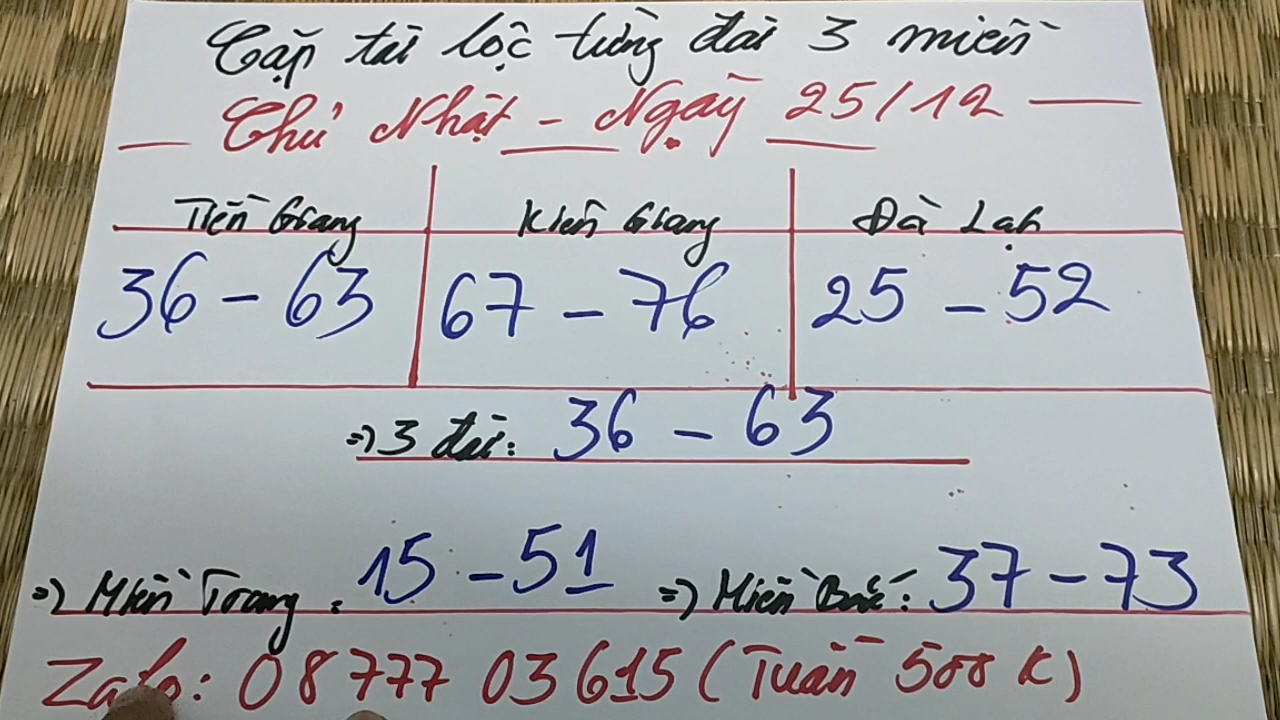 Cặp tài lộc từng đài 3 miền
Chủ Nhật - Ngày 25/12
Tiền Giang Kiên Giang Đà Lạt
36 - 63 67 - 76 25 - 52
=> 3 đài: 36 - 63
=> Miền Trung: 15 - 51 => Miền Bắc: 37 - 73
Zalo: 08777 03615 (Tuần 500K)